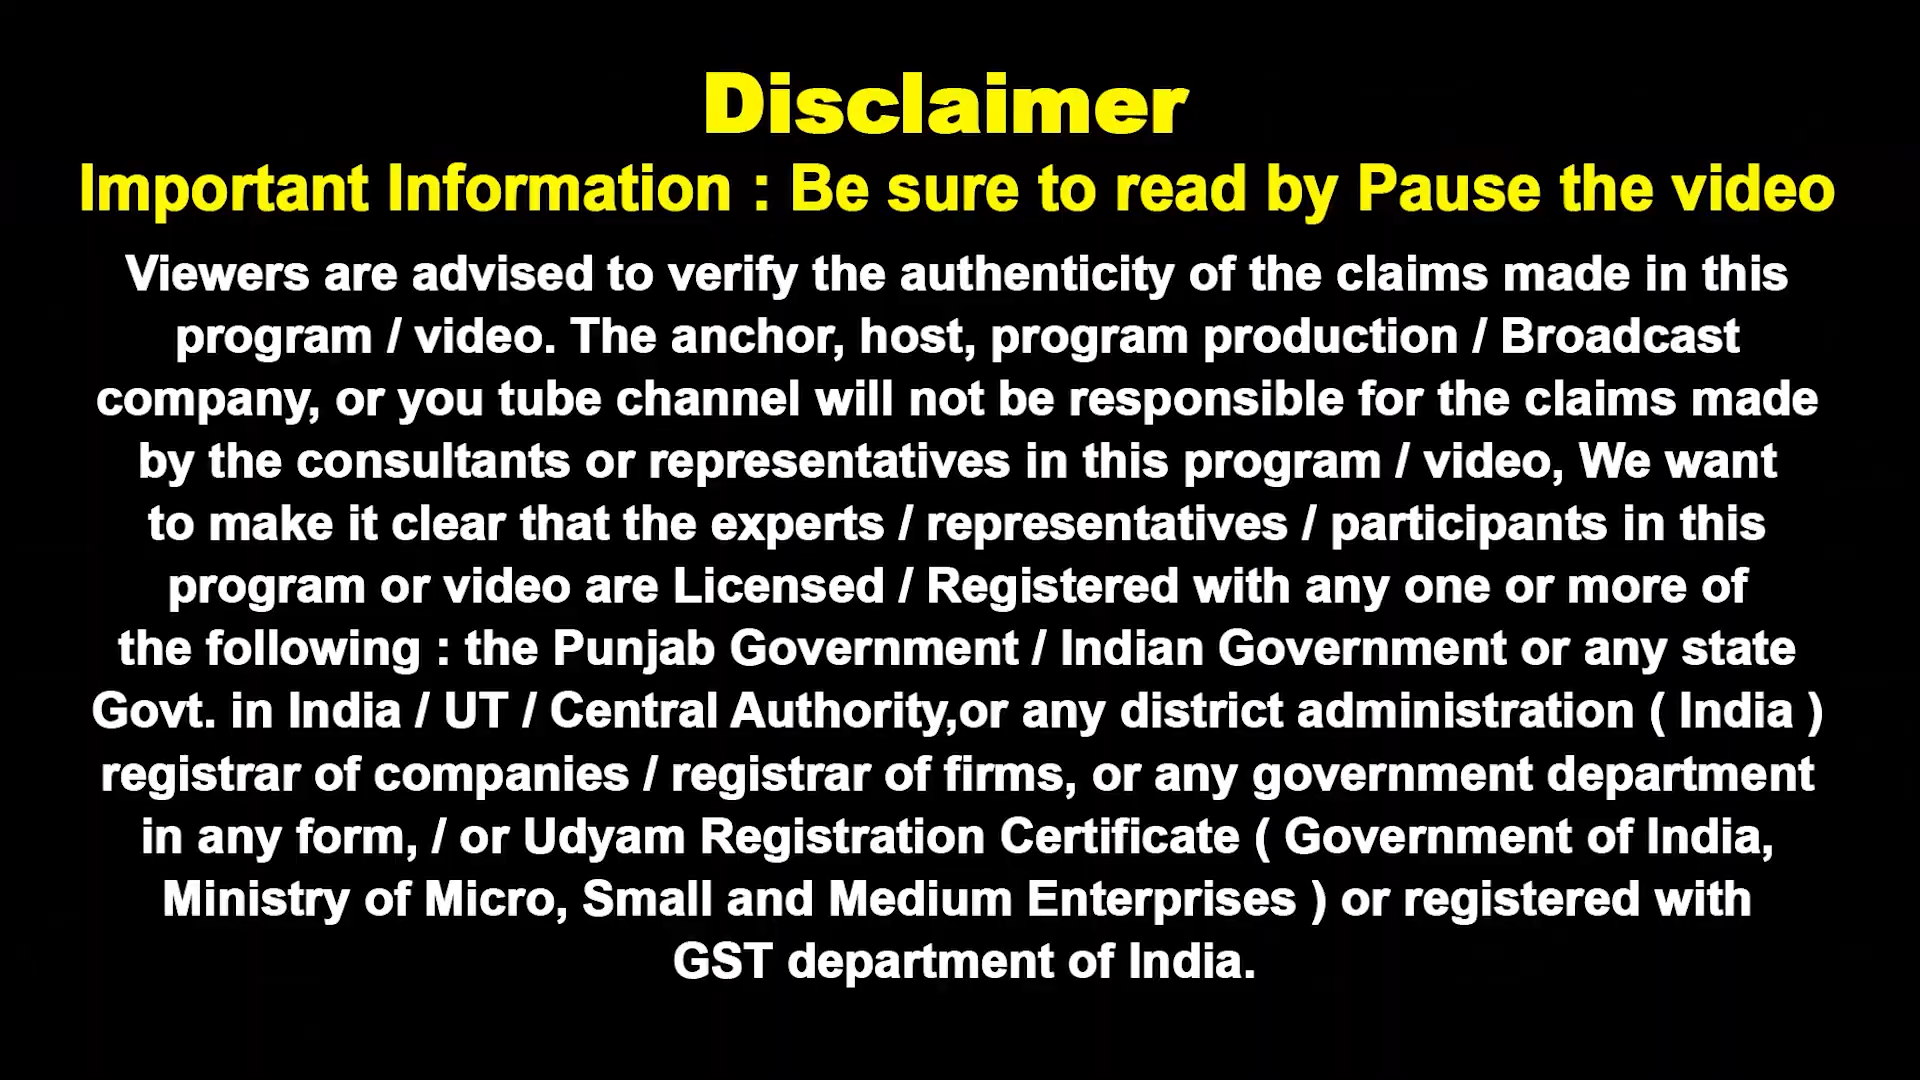 Disclaimer
Important Information : Be sure to read by Pause the video
Viewers are advised to verify the authenticity of the claims made in this
program / video. The anchor, host, program production / Broadcast
company, or you tube channel will not be responsible for the claims made
by the consultants or representatives in this program / video, We want
to make it clear that the experts / representatives / participants in this
program or video are Licensed / Registered with any one or more of
the following : the Punjab Government / Indian Government or any state
Govt. in India / UT / Central Authority,or any district administration ( India )
registrar of companies / registrar of firms, or any government department
in any form, / or Udyam Registration Certificate ( Government of India,
Ministry of Micro, Small and Medium Enterprises ) or registered with
GST department of India.